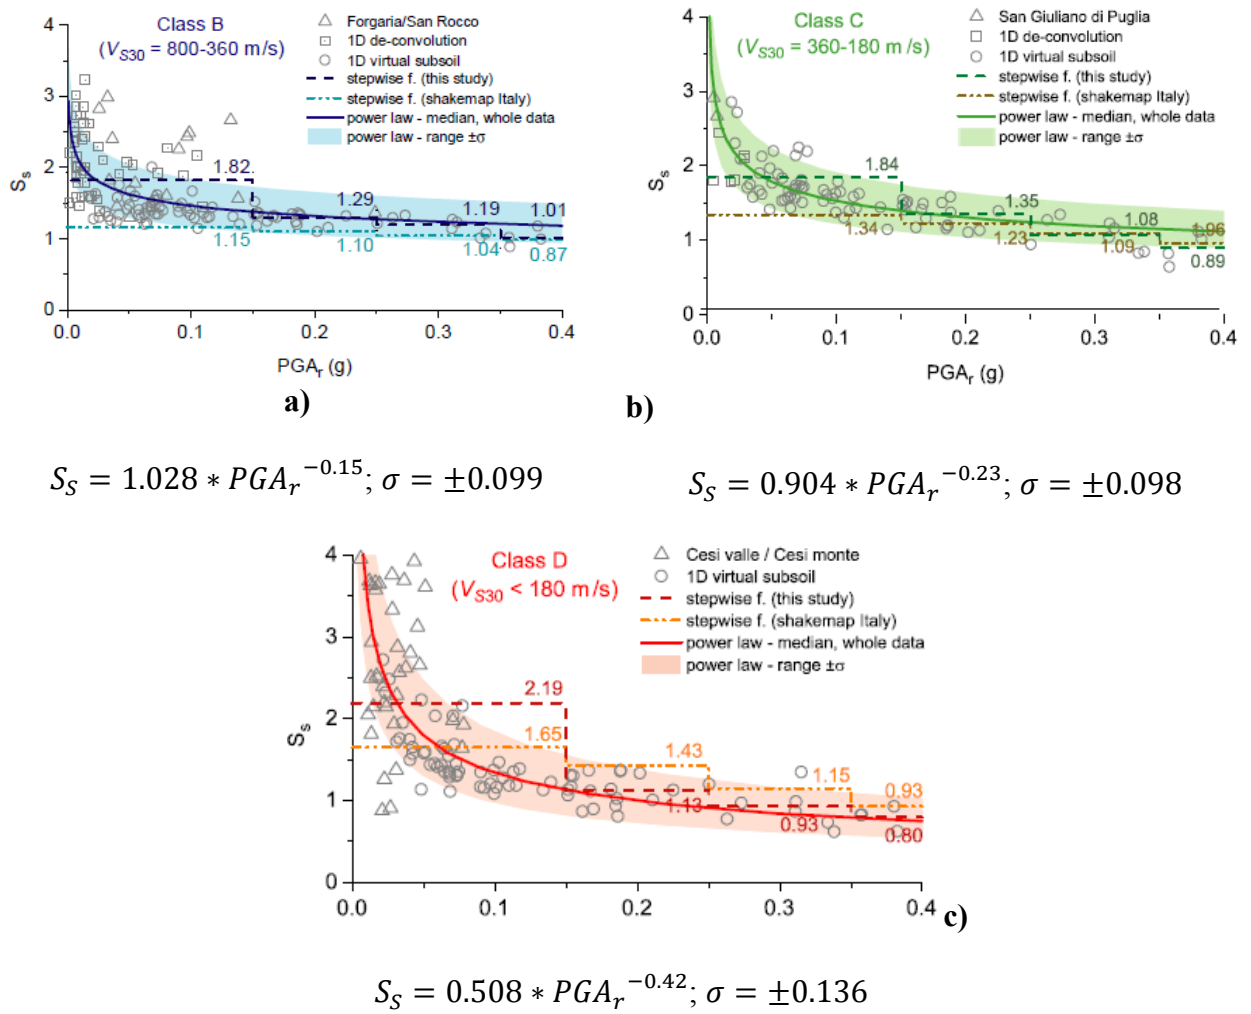 Class B
(VS30 = 800-360 m/s)
Forgaria/San Rocco
1D de-convolution
1D virtual subsoil
stepwise f. (this study)
stepwise f. (shakemap Italy)
power law - median, whole data
power law - range ±σ
4
3
2
1
0
Ss
1.82
1.29
1.19
1.01
1.15
1.10
1.04
0.87
0.0 0.1 0.2 0.3 0.4
PGAr (g)
a)
Class C
(VS30 = 360-180 m/s)
San Giuliano di Puglia
1D de-convolution
1D virtual subsoil
stepwise f. (this study)
stepwise f. (shakemap Italy)
power law - median, whole data
power law - range ±σ
4
3
2
1
0
Ss
1.84
1.35
1.08
1.34
1.23
1.09
0.89
0.0 0.1 0.2 0.3 0.4
PGAr (g)
b)
SS = 1.028 * PGAr^−0.15; σ = ±0.099
SS = 0.904 * PGAr^−0.23; σ = ±0.098
Class D
(VS30 < 180 m/s)
Cesi valle / Cesi monte
1D virtual subsoil
stepwise f. (this study)
stepwise f. (shakemap Italy)
power law - median, whole data
power law - range ±σ
4
3
2
1
0
Ss
2.19
1.65
1.43
1.15
0.93
1.13
0.93
0.80
0.0 0.1 0.2 0.3 0.4
c)
SS = 0.508 * PGAr^−0.42; σ = ±0.136